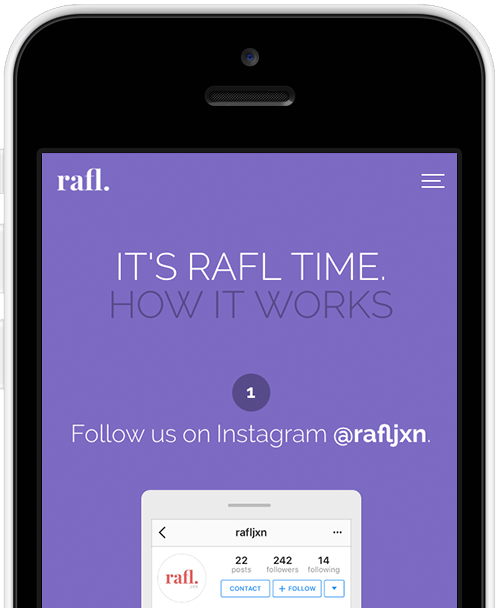 rafl.
IT'S RAFL TIME.
HOW IT WORKS
1
Follow us on Instagram @rafljxn.
rafljxn
22 242 14
posts followers following
rafl.
CONTACT + FOLLOW